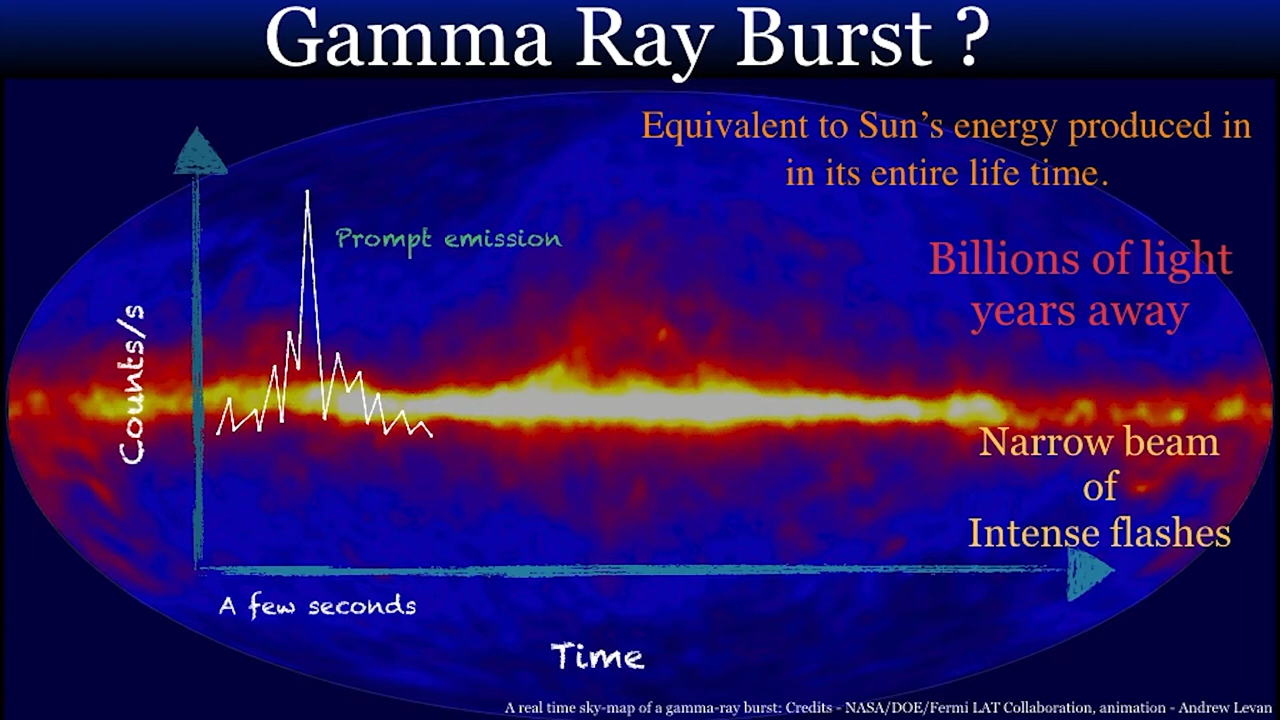 Gamma Ray Burst ?
Equivalent to Sun's energy produced in
in its entire life time.
Prompt emission
Billions of light
years away
Counts/s
Narrow beam
of
Intense flashes
A few seconds
Time
A real time sky-map of a gamma-ray burst: Credits - NASA/DOE/Fermi LAT Collaboration, animation - Andrew Levan